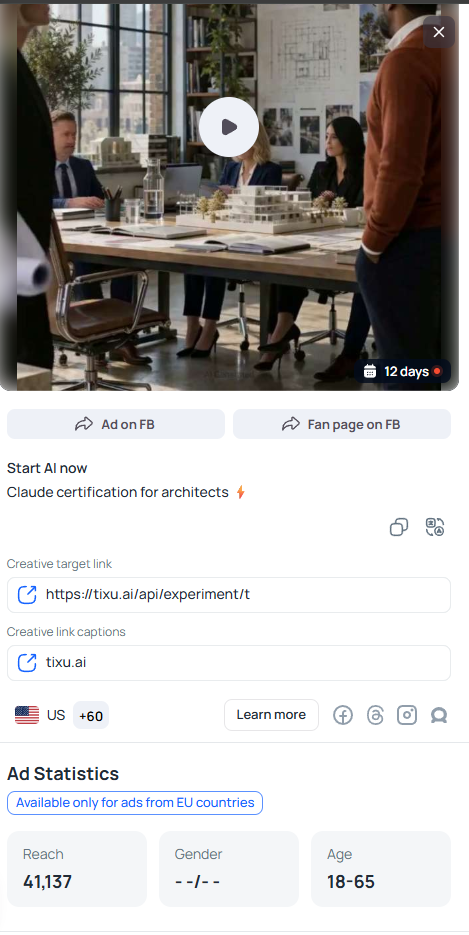 12 days
Ad on FB
Fan page on FB
Start AI now
Claude certification for architects ⚡
Creative target link
https://tixu.ai/api/experiment/t
Creative link captions
tixu.ai
US +60 Learn more
Ad Statistics
Available only for ads from EU countries
Reach Gender Age
41,137 - -/- - 18-65